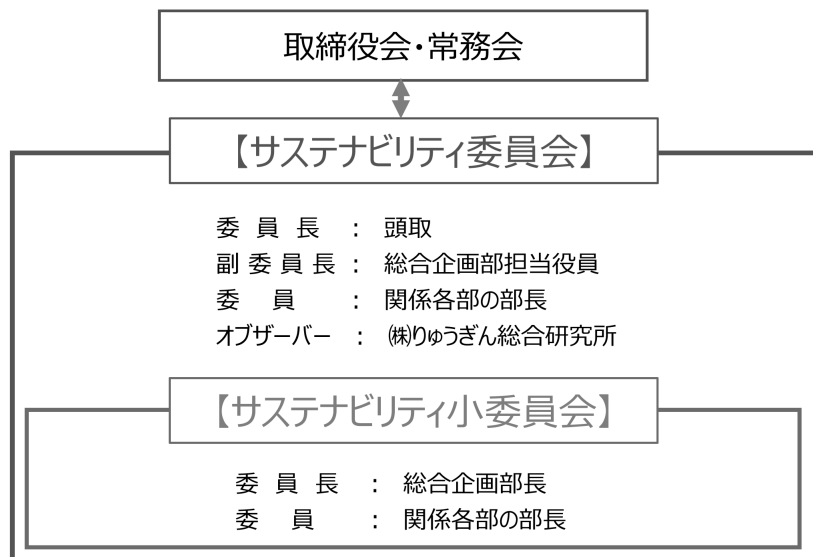 取締役会・常務会
【サステナビリティ委員会】
委員長 : 頭取
副委員長 : 総合企画部担当役員
委員 : 関係各部の部長
オブザーバー : ㈱りゅうぎん総合研究所
【サステナビリティ小委員会】
委員長 : 総合企画部長
委員 : 関係各部の部長